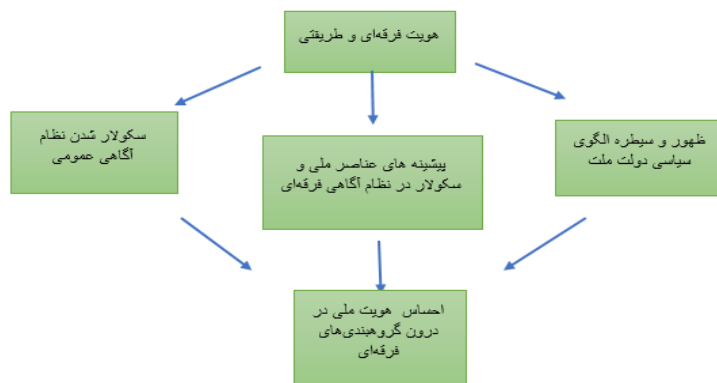 هویت فرقه‌ای و طریقتی
ظهور و سیطره الگوی
سیاسی دولت ملت
پیشینه های عناصر ملی و
سکولار در نظام آگاهی فرقه‌ای
سکولار شدن نظام
آگاهی عمومی
احساس هویت ملی در
درون گروهبندی‌های
فرقه‌ای